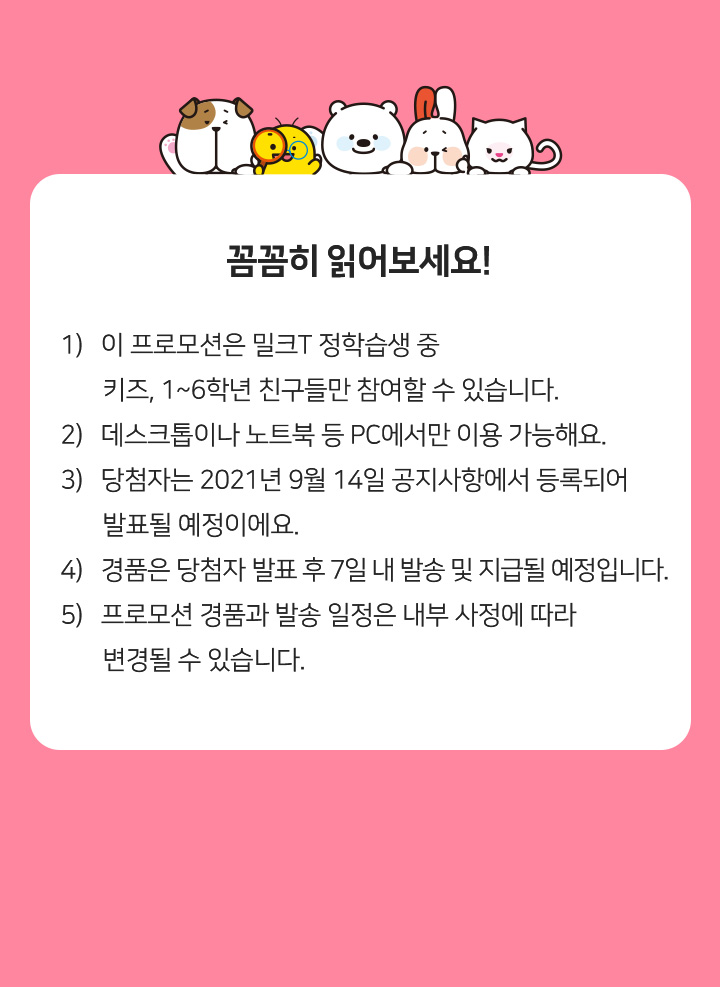 꼼꼼히 읽어보세요!
1) 이 프로모션은 밀크T 정학습생 중
키즈, 1~6학년 친구들만 참여할 수 있습니다.
2) 데스크톱이나 노트북 등 PC에서만 이용 가능해요.
3) 당첨자는 2021년 9월 14일 공지사항에서 등록되어
발표될 예정이에요.
4) 경품은 당첨자 발표 후 7일 내 발송 및 지급될 예정입니다.
5) 프로모션 경품과 발송 일정은 내부 사정에 따라
변경될 수 있습니다.